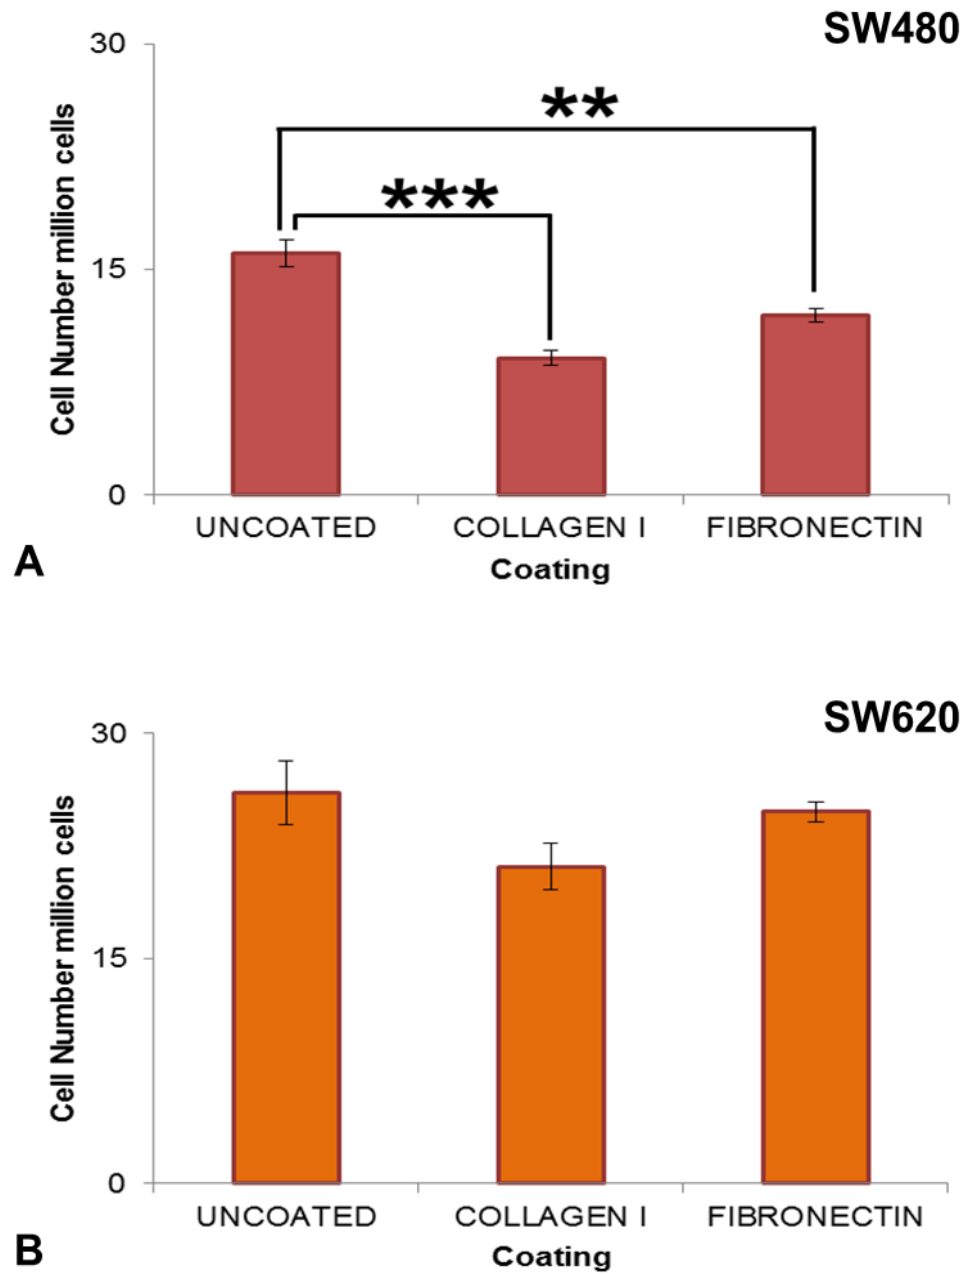 SW480
30
**
***
15
0
Cell Number million cells
UNCOATED COLLAGEN I FIBRONECTIN
Coating
A
SW620
30
15
0
Cell Number million cells
UNCOATED COLLAGEN I FIBRONECTIN
Coating
B